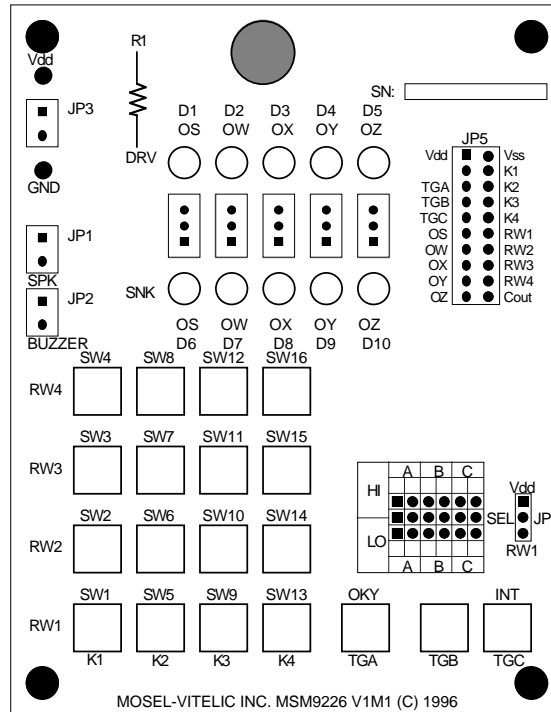 R1
Vdd
SN:
D1 D2 D3 D4 D5
JP3
OS OW OX OY OZ
JP5
DRV
Vdd Vss
K1
GND
TGA K2
TGB K3
TGC K4
OS RW1
JP1
OW RW2
OX RW3
SPK
SNK
OY RW4
JP2
OZ Cout
OS OW OX OY OZ
BUZZER
D6 D7 D8 D9 D10
SW4 SW8 SW12 SW16
RW4
SW3 SW7 SW11 SW15
RW3
A B C
HI
Vdd
SW2 SW6 SW10 SW14
SEL JP
RW2
LO
RW1
A B C
SW1 SW5 SW9 SW13 OKY INT
RW1
K1 K2 K3 K4 TGA TGB TGC
MOSEL-VITELIC INC. MSM9226 V1M1 (C) 1996